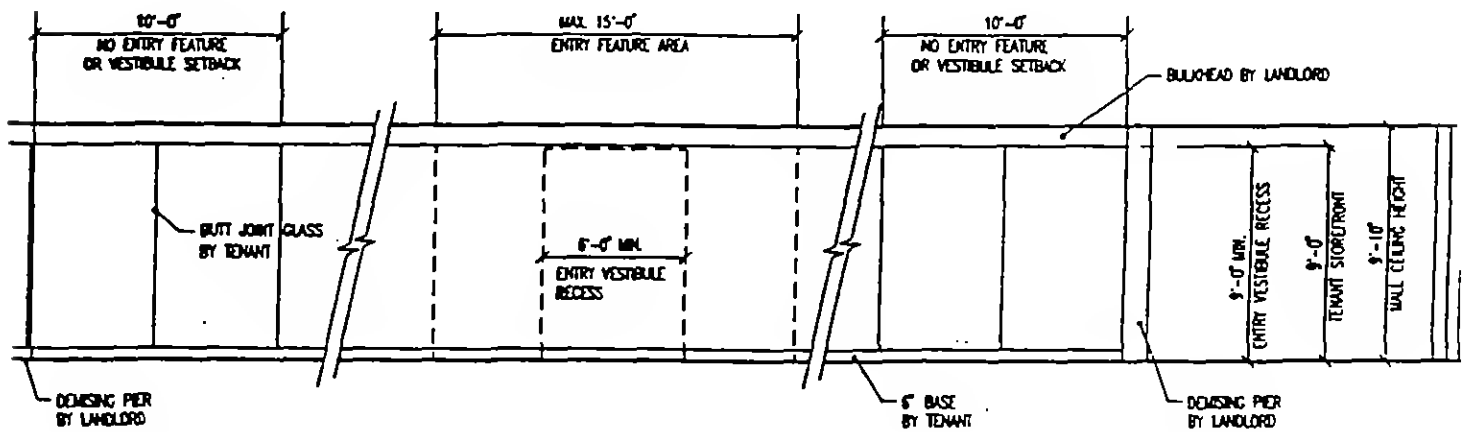 10'-0"
NO ENTRY FEATURE
OR VESTIBULE SETBACK
MAX. 15'-0"
ENTRY FEATURE AREA
10'-0"
NO ENTRY FEATURE
OR VESTIBULE SETBACK
BULKHEAD BY LANDLORD
BUTT JOINT GLASS
BY TENANT
6'-0" MIN.
ENTRY VESTIBULE
RECESS
9'-0" MIN.
ENTRY VESTIBULE RECESS
9'-0"
TENANT STOREFRONT
9'-10"
MALL CEILING HEIGHT
DEMISING PIER
BY LANDLORD
6" BASE
BY TENANT
DEMISING PIER
BY LANDLORD